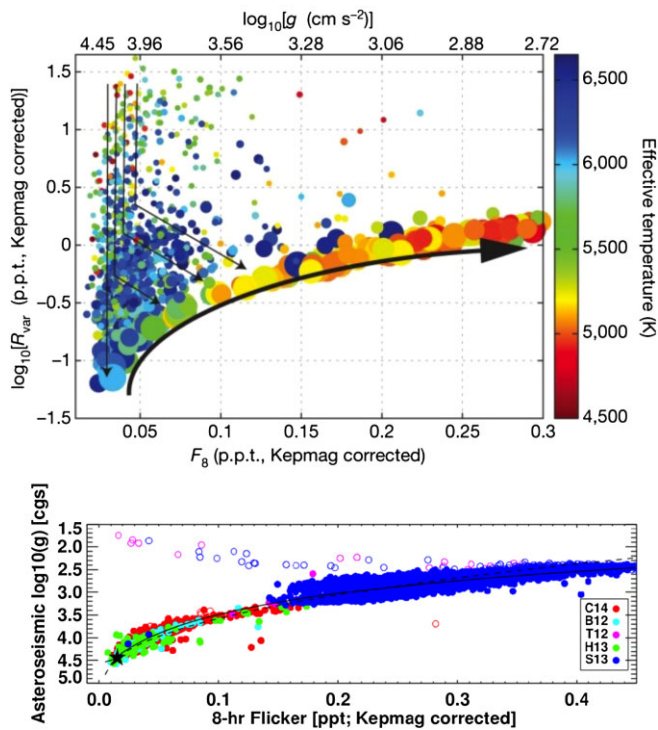 log10[g (cm s−2)]
4.45 3.96 3.56 3.28 3.06 2.88 2.72
1.5
1
0.5
0
−0.5
−1.0
−1.5
log10[Rvar (p.p.t., Kepmag corrected)]
0.05 0.1 0.15 0.2 0.25 0.3
F8 (p.p.t., Kepmag corrected)
6,500
6,000
5,500
5,000
4,500
Effective temperature (K)
Asteroseismic log10(g) [cgs]
1.5
2.0
2.5
3.0
3.5
4.0
4.5
5.0
C14
B12
T12
H13
S13
0.0 0.1 0.2 0.3 0.4
8-hr Flicker [ppt; Kepmag corrected]